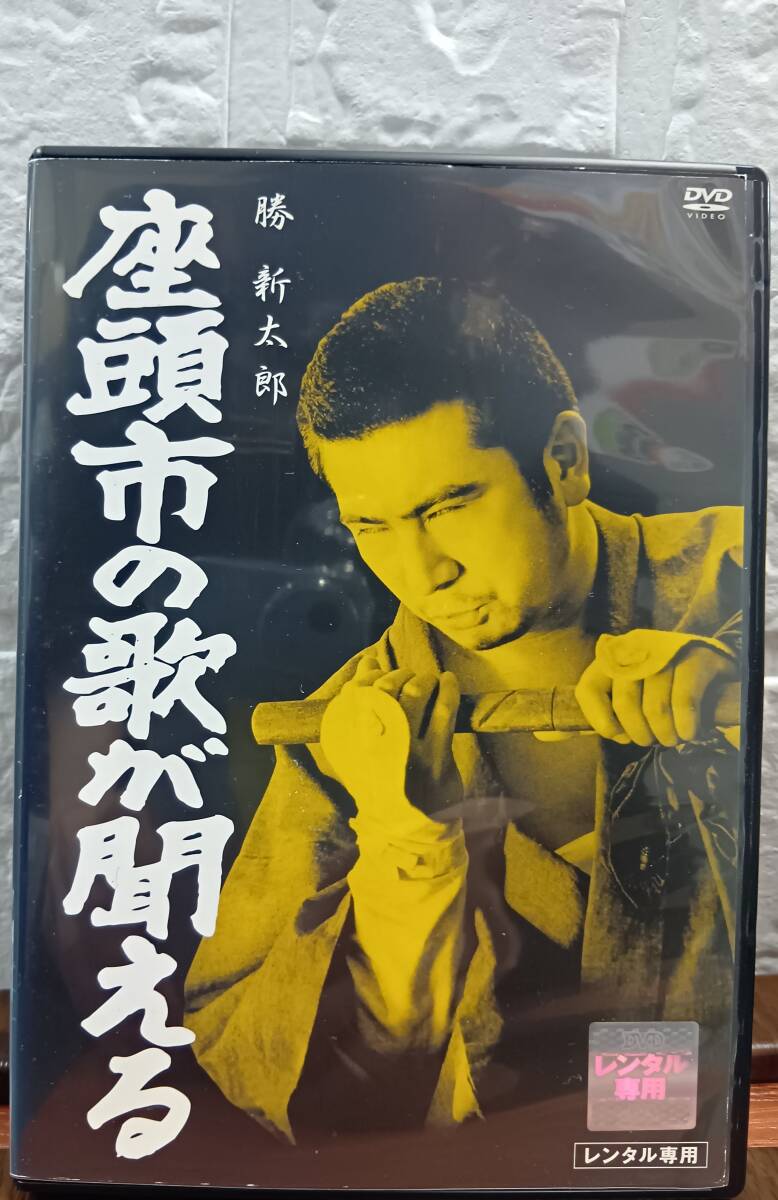 座頭市の歌が聞える
勝 新太郎
DVD
VIDEO
DVD
レンタル
専用
レンタル専用